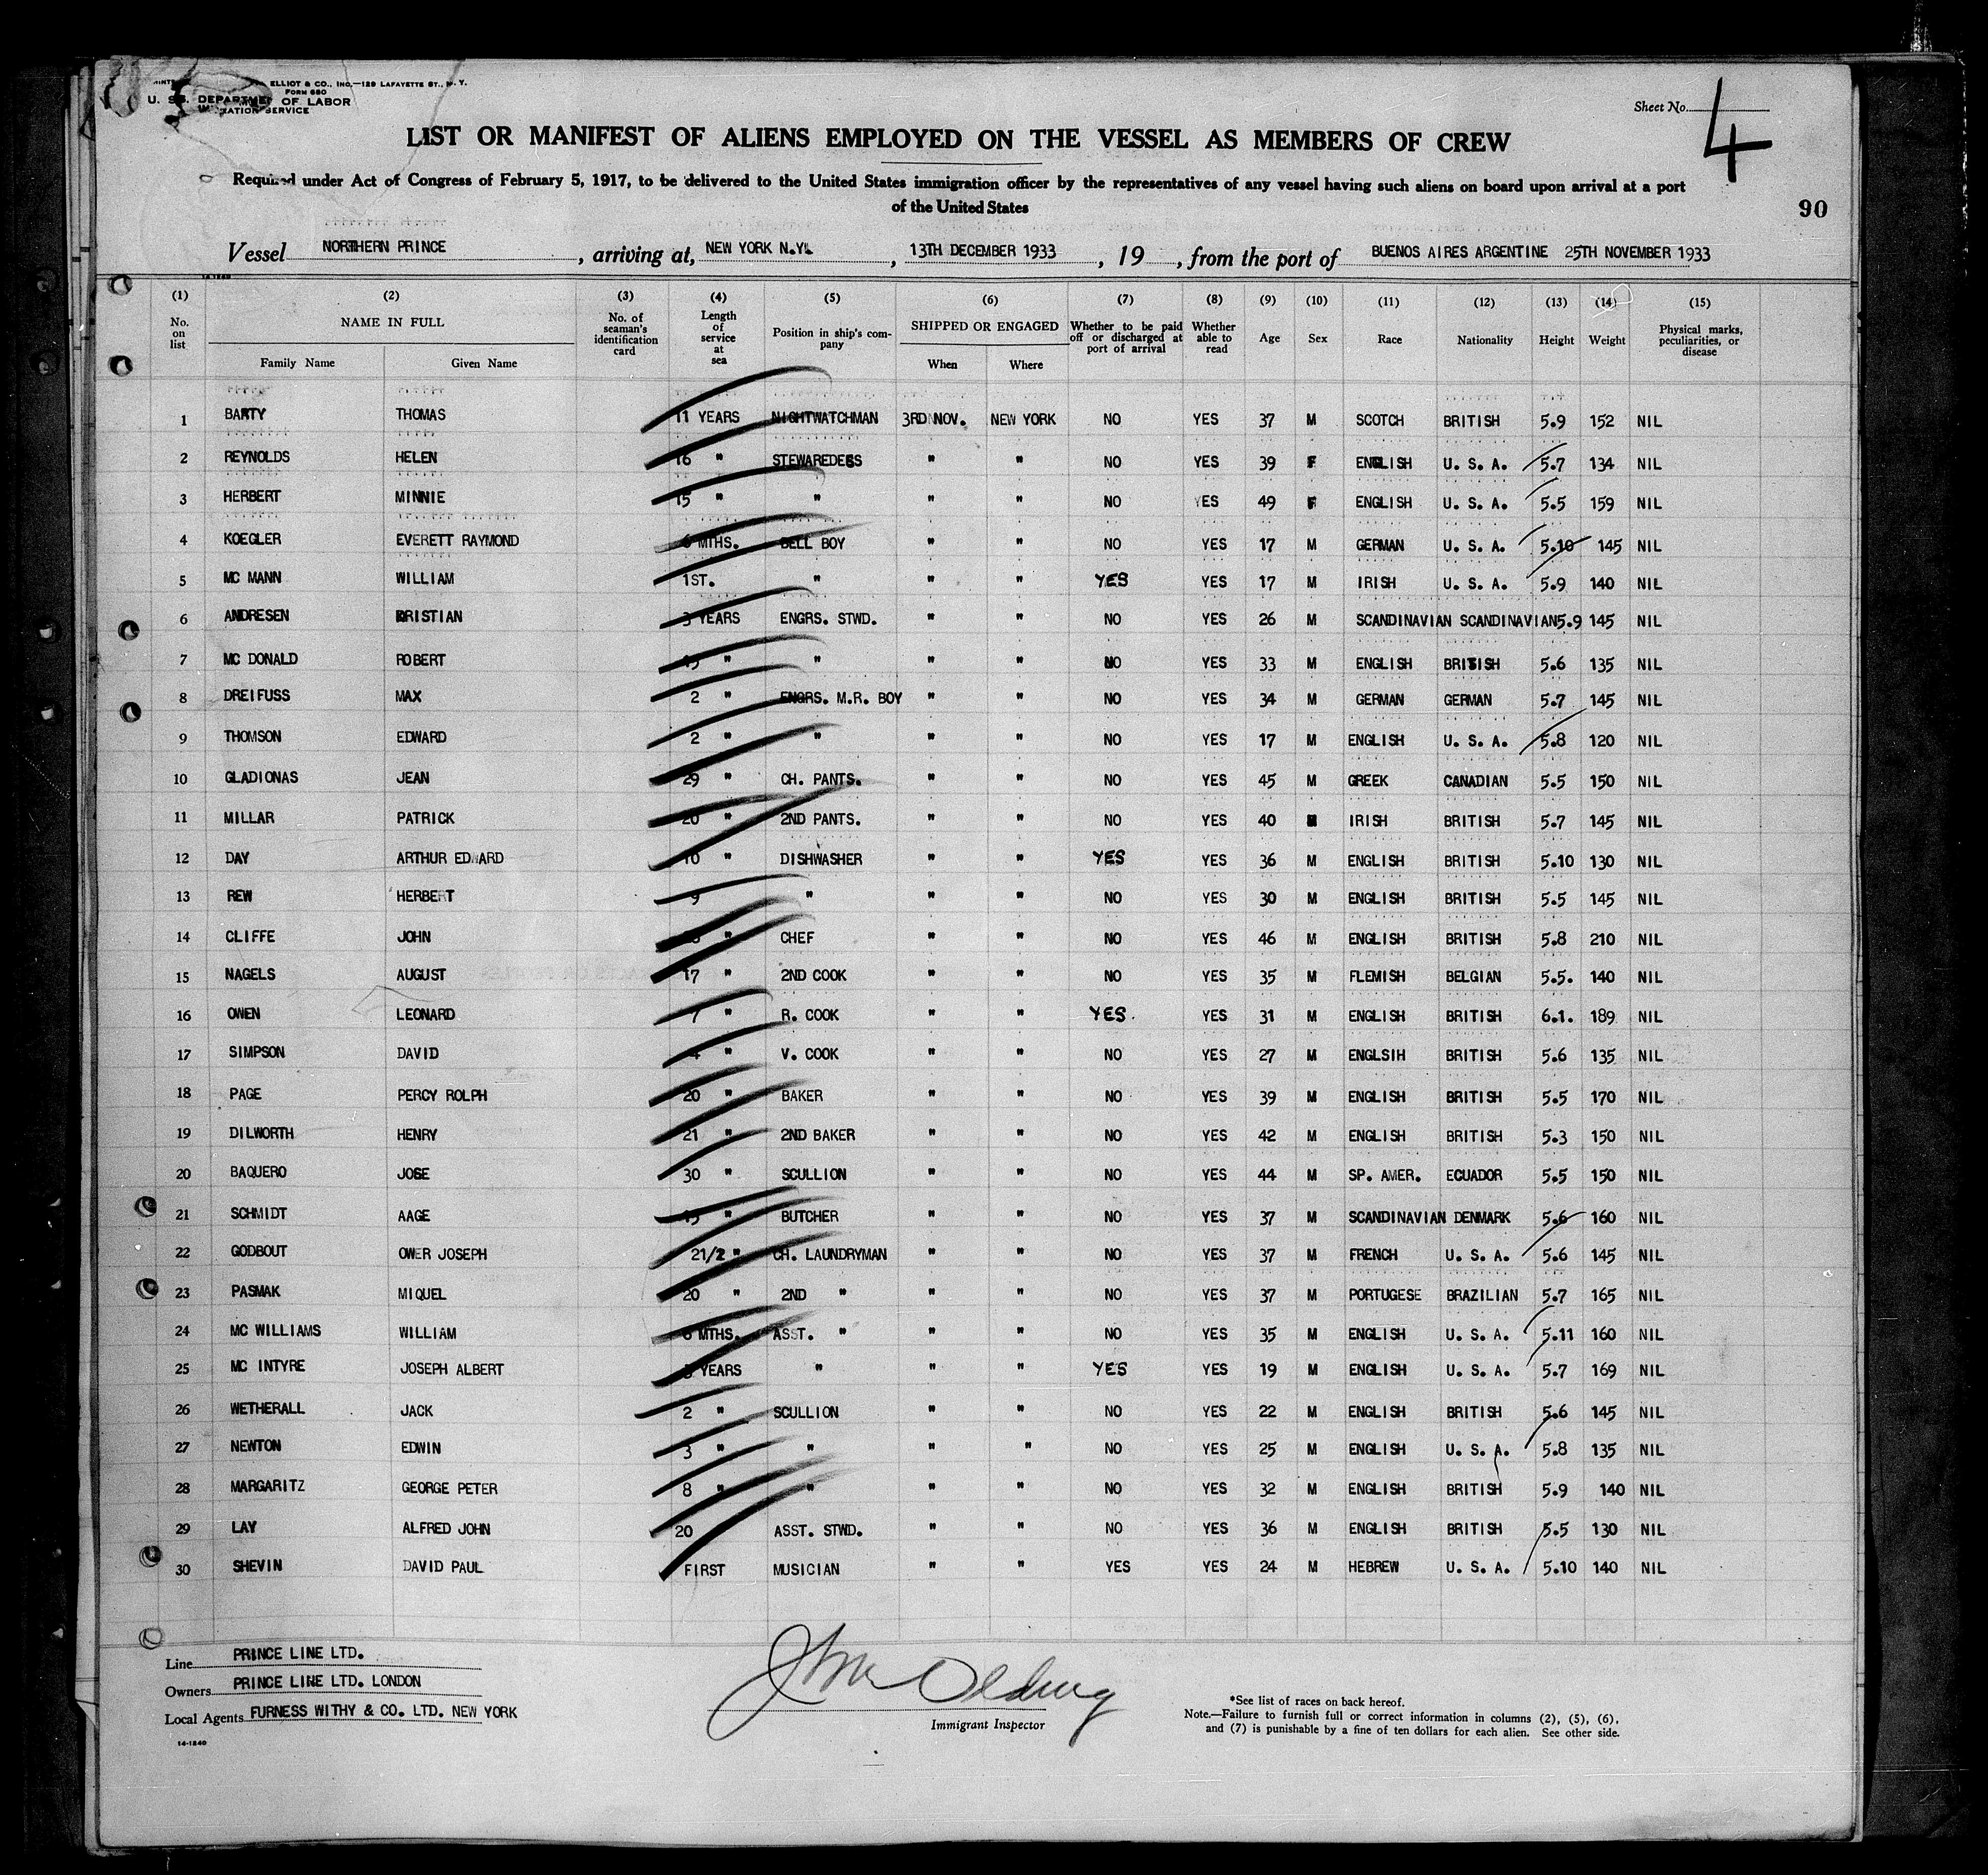 ELLIOT & CO., INC.—129 LAFAYETTE ST., N. Y.
FORM 680
U. S. DEPARTMENT OF LABOR
IMMIGRATION SERVICE
Sheet No. 4
LIST OR MANIFEST OF ALIENS EMPLOYED ON THE VESSEL AS MEMBERS OF CREW
Required under Act of Congress of February 5, 1917, to be delivered to the United States immigration officer by the representatives of any vessel having such aliens on board upon arrival at a port
of the United States
90
Vessel NORTHERN PRINCE, arriving at, NEW YORK N.Y., 13TH DECEMBER 1933, 19, from the port of BUENOS AIRES ARGENTINE 25TH NOVEMBER 1933
(1) No. on list (2) NAME IN FULL Family Name Given Name (3) No. of seaman's identification card (4) Length of service at sea (5) Position in ship's company (6) SHIPPED OR ENGAGED When Where (7) Whether to be paid off or discharged at port of arrival (8) Whether able to read (9) Age (10) Sex (11) Race (12) Nationality (13) Height (14) Weight (15) Physical marks, peculiarities, or disease
1 BARTY THOMAS 11 YEARS NIGHTWATCHMAN 3RD NOV. NEW YORK NO YES 37 M SCOTCH BRITISH 5.9 152 NIL
2 REYNOLDS HELEN 16 " STEWAREDESS " " NO YES 39 F ENGLISH U. S. A. 5.7 134 NIL
3 HERBERT MINNIE 15 " " " " NO YES 49 F ENGLISH U. S. A. 5.5 159 NIL
4 KOEGLER EVERETT RAYMOND 6 MTHS. BELL BOY " " NO YES 17 M GERMAN U. S. A. 5.10 145 NIL
5 MC MANN WILLIAM 1ST. " " " YES YES 17 M IRISH U. S. A. 5.9 140 NIL
6 ANDRESEN KRISTIAN 3 YEARS ENGRS. STWD. " " NO YES 26 M SCANDINAVIAN SCANDINAVIAN 5.9 145 NIL
7 MC DONALD ROBERT 15 " " " " NO YES 33 M ENGLISH BRITISH 5.6 135 NIL
8 DREIFUSS MAX 2 " ENGRS. M.R. BOY " " NO YES 34 M GERMAN GERMAN 5.7 145 NIL
9 THOMSON EDWARD 2 " " " " NO YES 17 M ENGLISH U. S. A. 5.8 120 NIL
10 GLADIONAS JEAN 29 " CH. PANTS. " " NO YES 45 M GREEK CANADIAN 5.5 150 NIL
11 MILLAR PATRICK 20 " 2ND PANTS. " " NO YES 40 M IRISH BRITISH 5.7 145 NIL
12 DAY ARTHUR EDWARD 10 " DISHWASHER " " YES YES 36 M ENGLISH BRITISH 5.10 130 NIL
13 REW HERBERT 9 " " " NO YES 30 M ENGLISH BRITISH 5.5 145 NIL
14 CLIFFE JOHN " CHEF " " NO YES 46 M ENGLISH BRITISH 5.8 210 NIL
15 NAGELS AUGUST 17 " 2ND COOK " " NO YES 35 M FLEMISH BELGIAN 5.5. 140 NIL
16 OWEN LEONARD 7 " R. COOK " " YES. YES 31 M ENGLISH BRITISH 6.1. 189 NIL
17 SIMPSON DAVID 4 " V. COOK " " NO YES 27 M ENGLSIH BRITISH 5.6 135 NIL
18 PAGE PERCY ROLPH 20 " BAKER " " NO YES 39 M ENGLISH BRITISH 5.5 170 NIL
19 DILWORTH HENRY 21 " 2ND BAKER " " NO YES 42 M ENGLISH BRITISH 5.3 150 NIL
20 BAQUERO JOSE 30 " SCULLION " " NO YES 44 M SP. AMER. ECUADOR 5.5 150 NIL
21 SCHMIDT AAGE 15 " BUTCHER " " NO YES 37 M SCANDINAVIAN DENMARK 5.6 160 NIL
22 GODBOUT OWER JOSEPH 21/2 " CH. LAUNDRYMAN " " NO YES 37 M FRENCH U. S. A. 5.6 145 NIL
23 PASMAK MIQUEL 20 " 2ND " " " NO YES 37 M PORTUGESE BRAZILIAN 5.7 165 NIL
24 MC WILLIAMS WILLIAM 6 MTHS. ASST. " " " NO YES 35 M ENGLISH U. S. A. 5.11 160 NIL
25 MC INTYRE JOSEPH ALBERT YEARS " " " YES YES 19 M ENGLISH U. S. A. 5.7 169 NIL
26 WETHERALL JACK 2 " SCULLION " " NO YES 22 M ENGLISH BRITISH 5.6 145 NIL
27 NEWTON EDWIN 3 " " " " NO YES 25 M ENGLISH U. S. A. 5.8 135 NIL
28 MARGARITZ GEORGE PETER 8 " " " " NO YES 32 M ENGLISH BRITISH 5.9 140 NIL
29 LAY ALFRED JOHN 20 ASST. STWD. " " NO YES 36 M ENGLISH BRITISH 5.5 130 NIL
30 SHEVIN DAVID PAUL FIRST MUSICIAN " " YES YES 24 M HEBREW U. S. A. 5.10 140 NIL
Line PRINCE LINE LTD.
Owners PRINCE LINE LTD. LONDON
Local Agents FURNESS WITHY & CO. LTD. NEW YORK
14-1240
Immigrant Inspector
*See list of races on back hereof.
Note.—Failure to furnish full or correct information in columns (2), (5), (6),
and (7) is punishable by a fine of ten dollars for each alien. See other side.